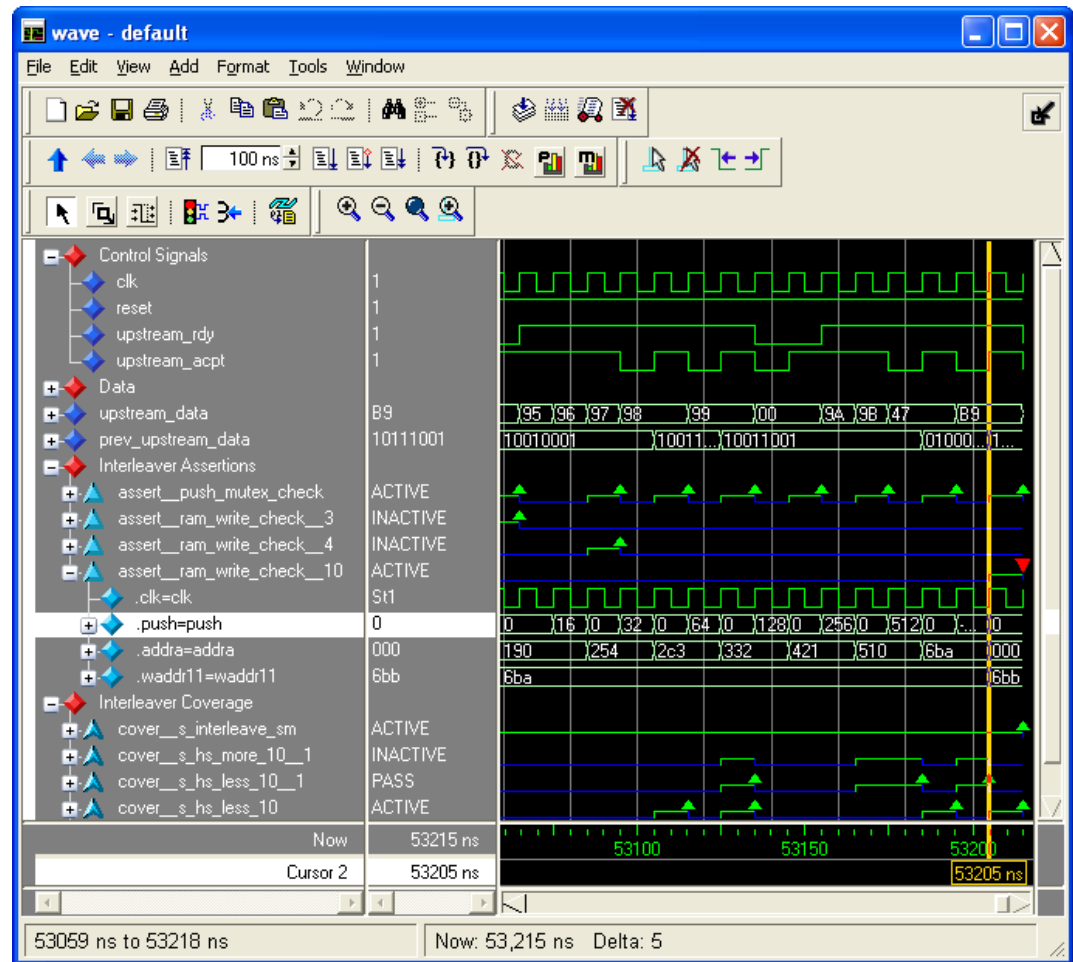 wave - default
File Edit View Add Format Tools Window
100 ns
Control Signals
clk 1
reset 1
upstream_rdy 1
upstream_acpt 1
Data
upstream_data B9 95 96 97 98 99 00 9A 9B 47 B9
prev_upstream_data 10111001 10010001 10011... 10011001 01000... 1...
Interleaver Assertions
assert__push_mutex_check ACTIVE
assert__ram_write_check__3 INACTIVE
assert__ram_write_check__4 INACTIVE
assert__ram_write_check__10 ACTIVE
.clk=clk St1
.push=push 0 0 16 0 32 0 64 0 128 0 256 0 512 0 -... 0
.addra=addra 000 190 254 2c3 332 421 510 6ba 000
.waddr11=waddr11 6bb 6ba 6bb
Interleaver Coverage
cover__s_interleave_sm ACTIVE
cover__s_hs_more_10__1 INACTIVE
cover__s_hs_less_10__1 PASS
cover__s_hs_less_10 ACTIVE
Now 53215 ns 53100 53150 53200
Cursor 2 53205 ns 53205 ns
53059 ns to 53218 ns Now: 53,215 ns Delta: 5